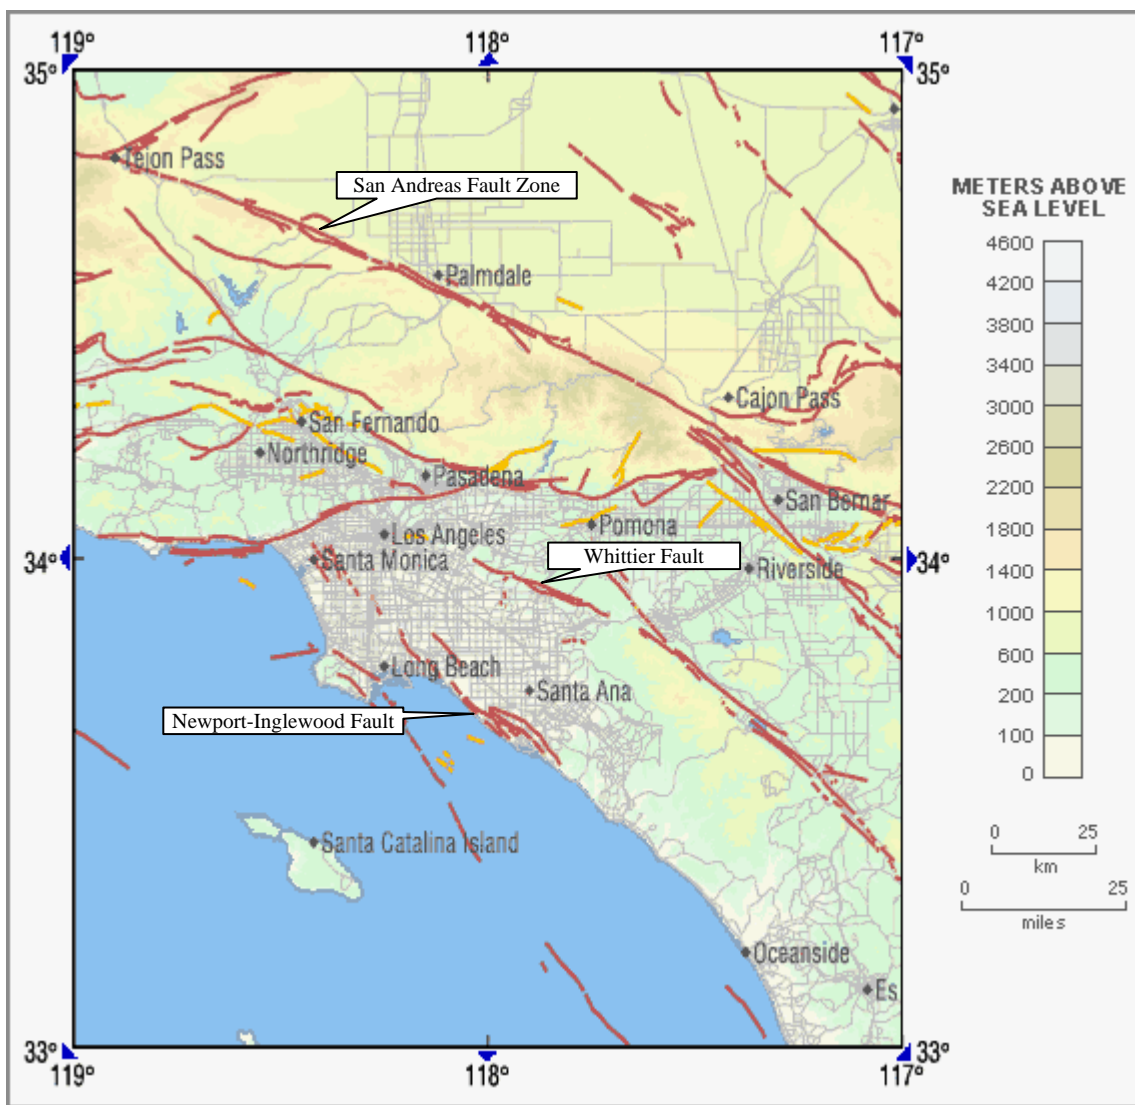 119° 118° 117°
35° 35°
Tejon Pass
San Andreas Fault Zone
METERS ABOVE
SEA LEVEL
4600
4200
3800
3400
3000
2600
2200
1800
1400
1000
600
200
100
0
Palmdale
Cajon Pass
San Fernando
Northridge
Pasadena
San Bernar
Pomona
Los Angeles
Whittier Fault
34° 34°
Santa Monica
Riverside
Long Beach
Santa Ana
Newport-Inglewood Fault
Santa Catalina Island
0 25
km
0 25
miles
Oceanside
Es
33° 33°
119° 118° 117°